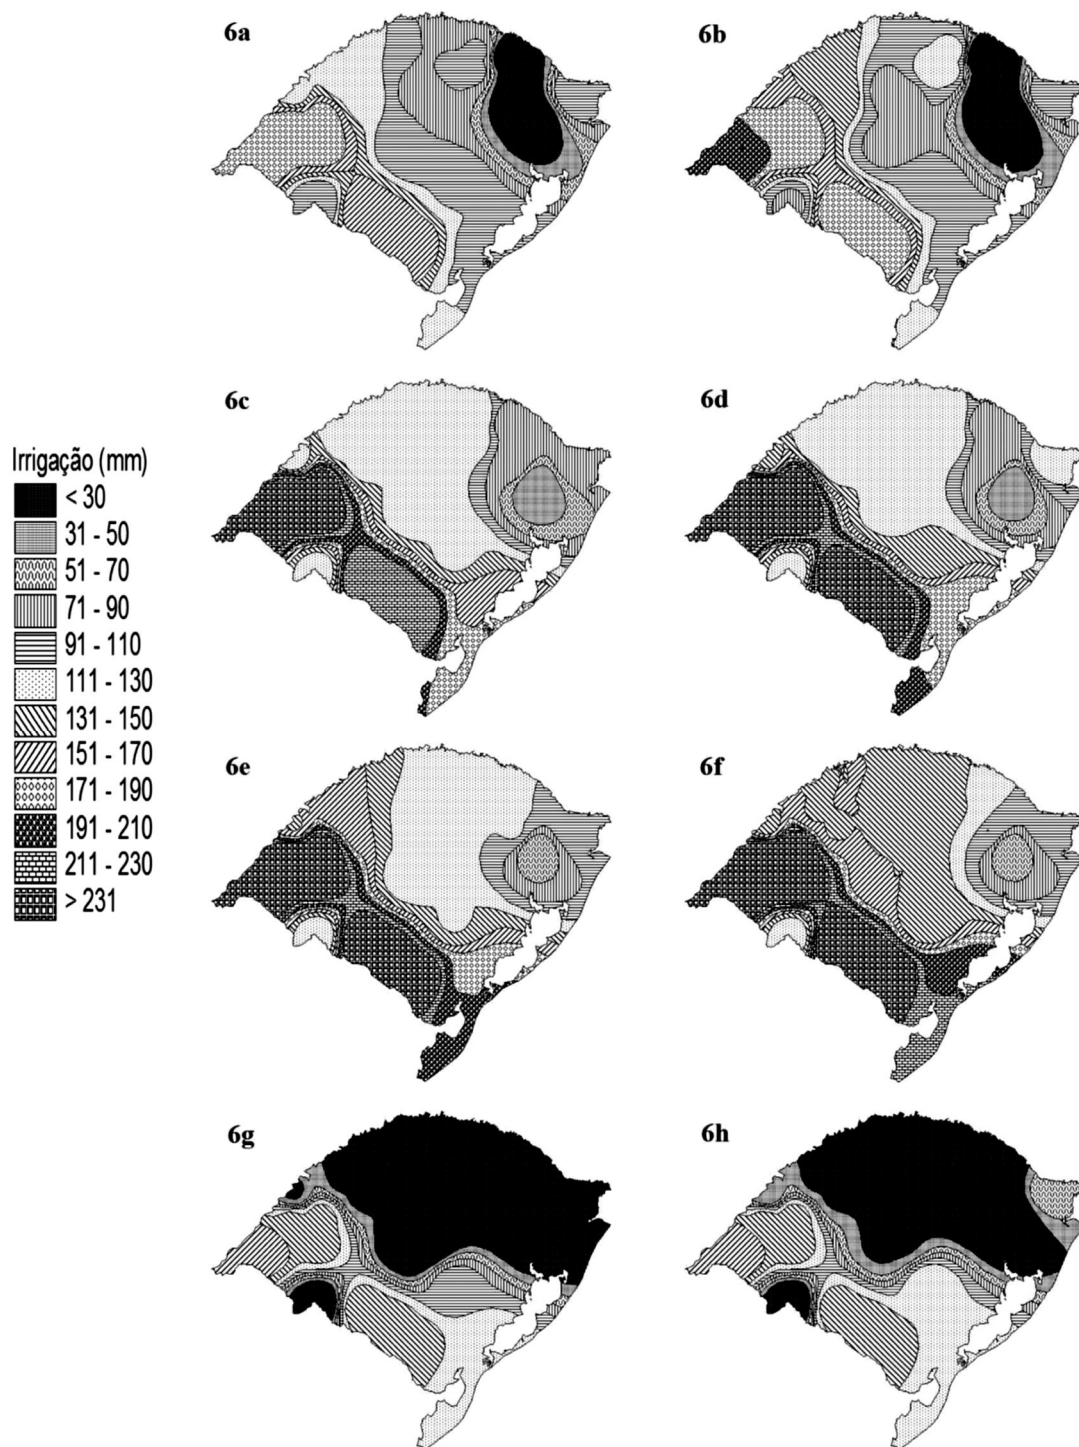 6a
6b
6c
6d
Irrigação (mm)
< 30
31 - 50
51 - 70
71 - 90
91 - 110
111 - 130
131 - 150
151 - 170
171 - 190
191 - 210
211 - 230
> 231
6e
6f
6g
6h